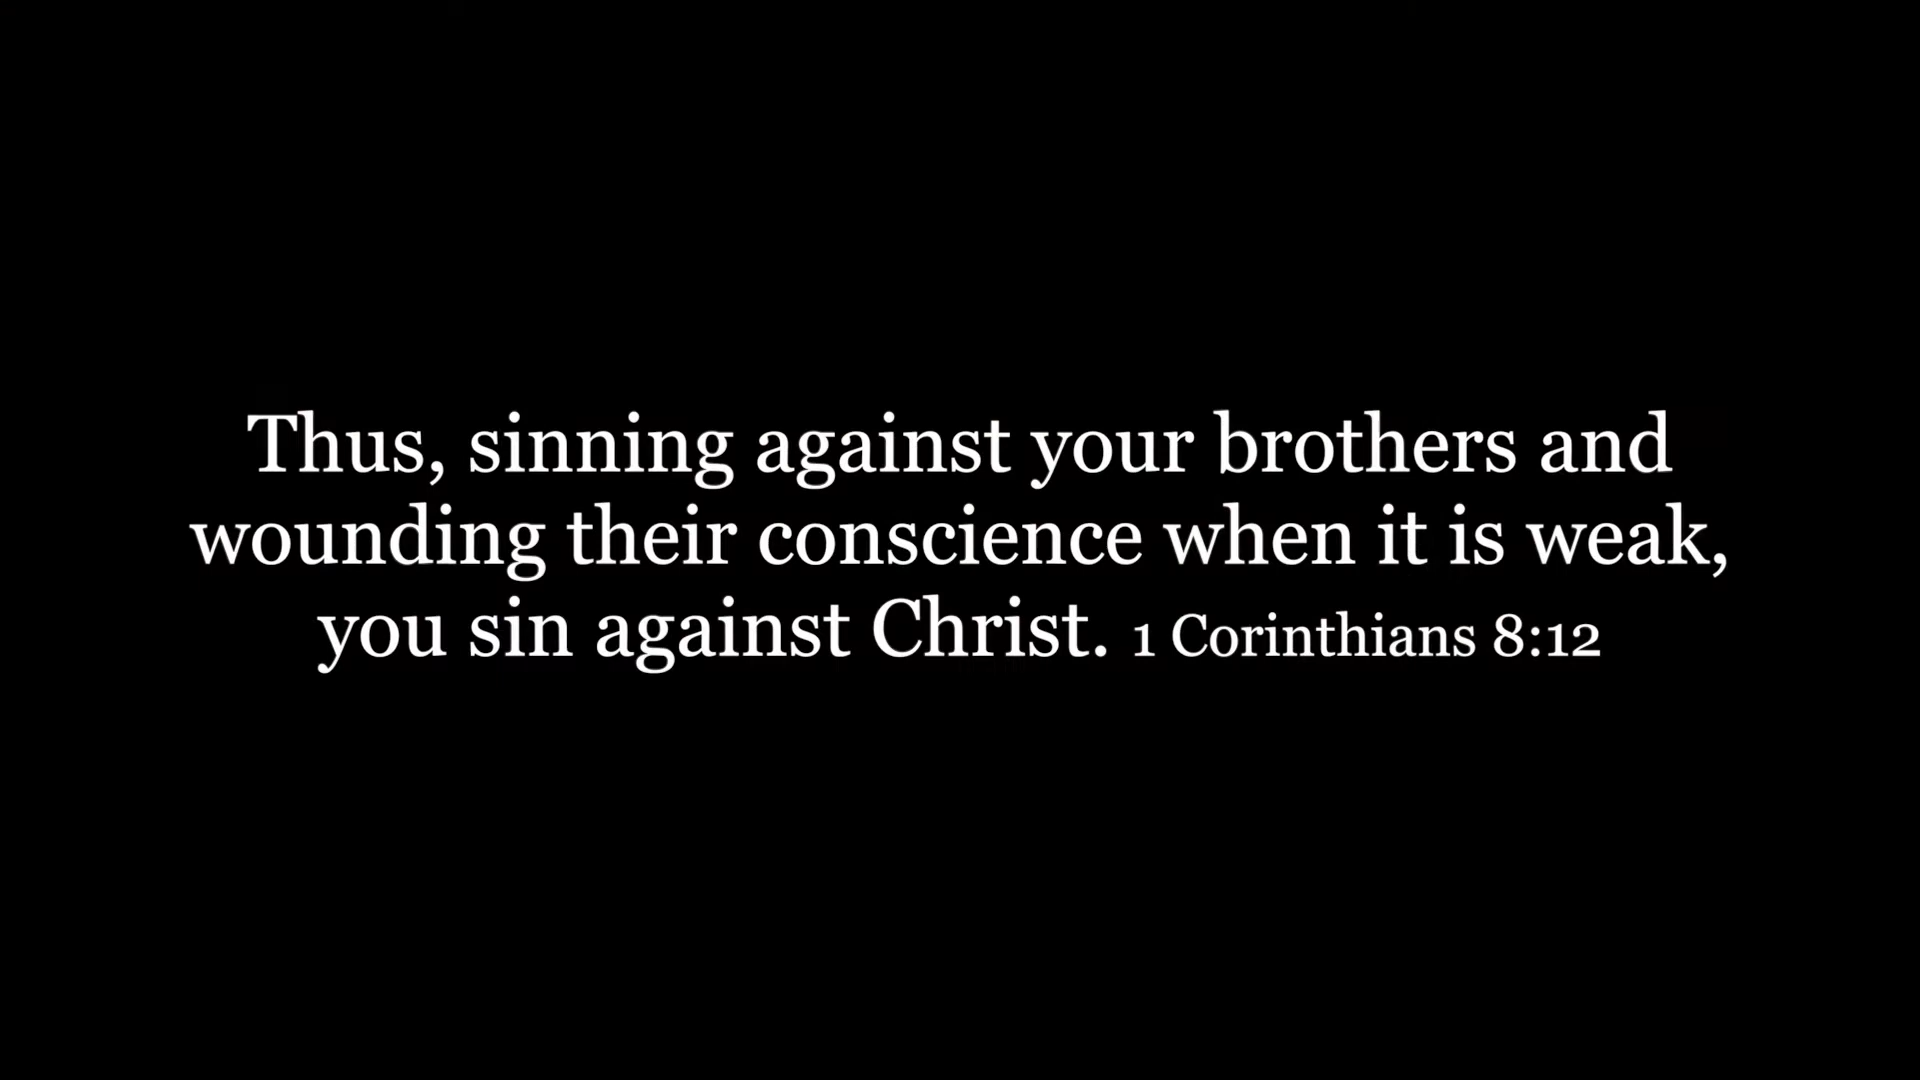 Thus, sinning against your brothers and
wounding their conscience when it is weak,
you sin against Christ. 1 Corinthians 8:12